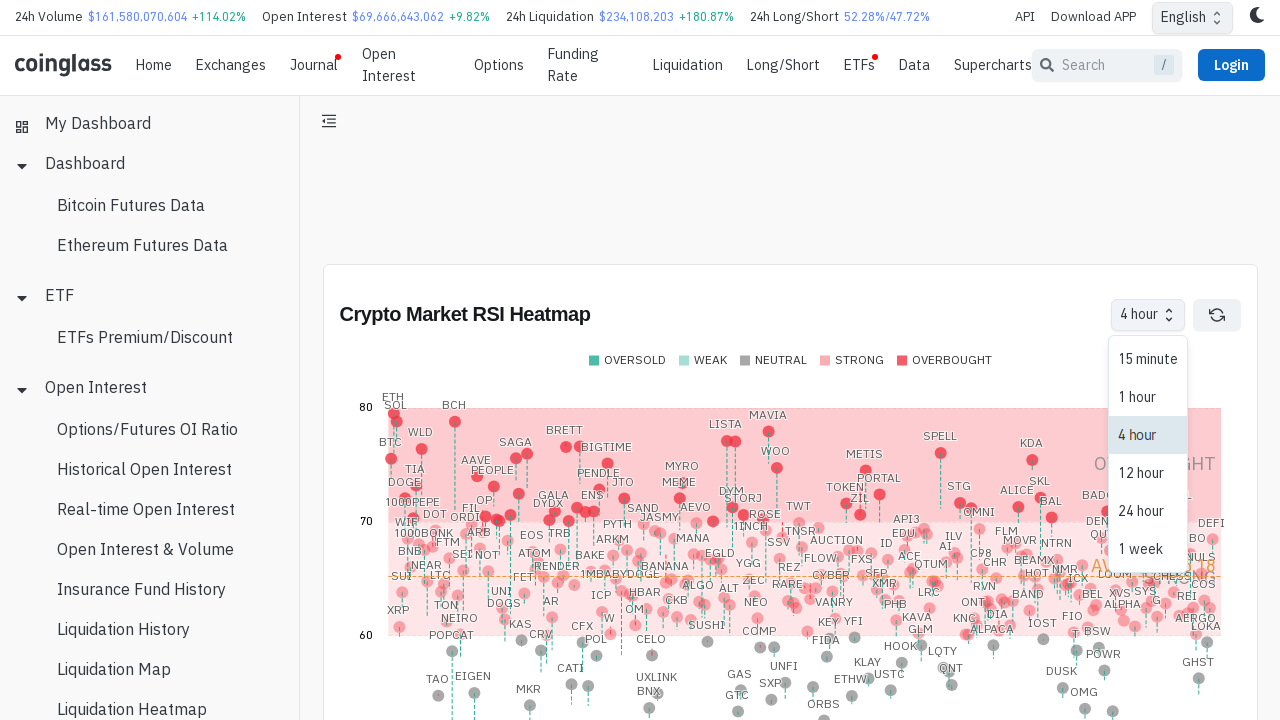 24h Volume $161,580,070,604 +114.02% Open Interest $69,666,643,062 +9.82% 24h Liquidation $234,108,203 +180.87% 24h Long/Short 52.28%/47.72% API Download APP English
coinglass Home Exchanges Journal Open Interest Options Funding Rate Liquidation Long/Short ETFs Data Supercharts Search / Login
My Dashboard
Dashboard
Bitcoin Futures Data
Ethereum Futures Data
ETF
ETFs Premium/Discount
Open Interest
Options/Futures OI Ratio
Historical Open Interest
Real-time Open Interest
Open Interest & Volume
Insurance Fund History
Liquidation History
Liquidation Map
Liquidation Heatmap
Crypto Market RSI Heatmap
4 hour
15 minute
1 hour
4 hour
12 hour
24 hour
1 week
OVERSOLD WEAK NEUTRAL STRONG OVERBOUGHT
80
ETH
SOL
BCH
MAVIA
LISTA
WLD
BRETT
SPELL
BTC
SAGA
BIGTIME
WOO
KDA
METIS
AAVE
TIA
PEOPLE
PENDLE
MYRO
DOGE
JTO
MEME
PORTAL
SKL
TOKEN
STG
ALICE
DYM
1000PEPE
OP
GALA
ENS
STORJ
ZIL
BAL
DYDX
FIL
SAND
AEVO
TWT
OMNI
ROSE
70
WIF
ORDI
PYTH
1INCH
API3
DEFI
1000BONK
ARB
EOS
TRB
TNSR
EDU
FLM
FTM
ARKM
MANA
SSV
AUCTION
ILV
MOVR
NTRN
BNB
NOT
ATOM
BAKE
EGLD
FLOW
FXS
ID
AI
C98
NEAR
RENDER
BANANA
YGG
REZ
ACE
QTUM
CHR
BEAMX
SUI
LTC
FET
BABYDOGE
ZEC
RARE
CYBER
XMR
RVN
HOT
NMR
ICX
CHESS
COS
DOT
UNI
ICP
HBAR
ALGO
ALT
LRC
BAND
BEL
XVS
SYS
XRP
TON
DOGS
AR
OM
CKB
NEO
VANRY
PHB
ONT
ALPHA
NEIRO
KAS
W
SUSHI
KEY
YFI
KAVA
KNC
DIA
IOST
FIO
AERGO
60
POPCAT
CRV
CFX
POL
CELO
COMP
FIDA
GLM
ALPACA
T
BSW
LOKA
HOOK
LQTY
TAO
EIGEN
CATI
UXLINK
GAS
UNFI
KLAY
QNT
DUSK
POWR
GHST
MKR
BNX
GTC
SXP
ETHW
USTC
ORBS
OMG